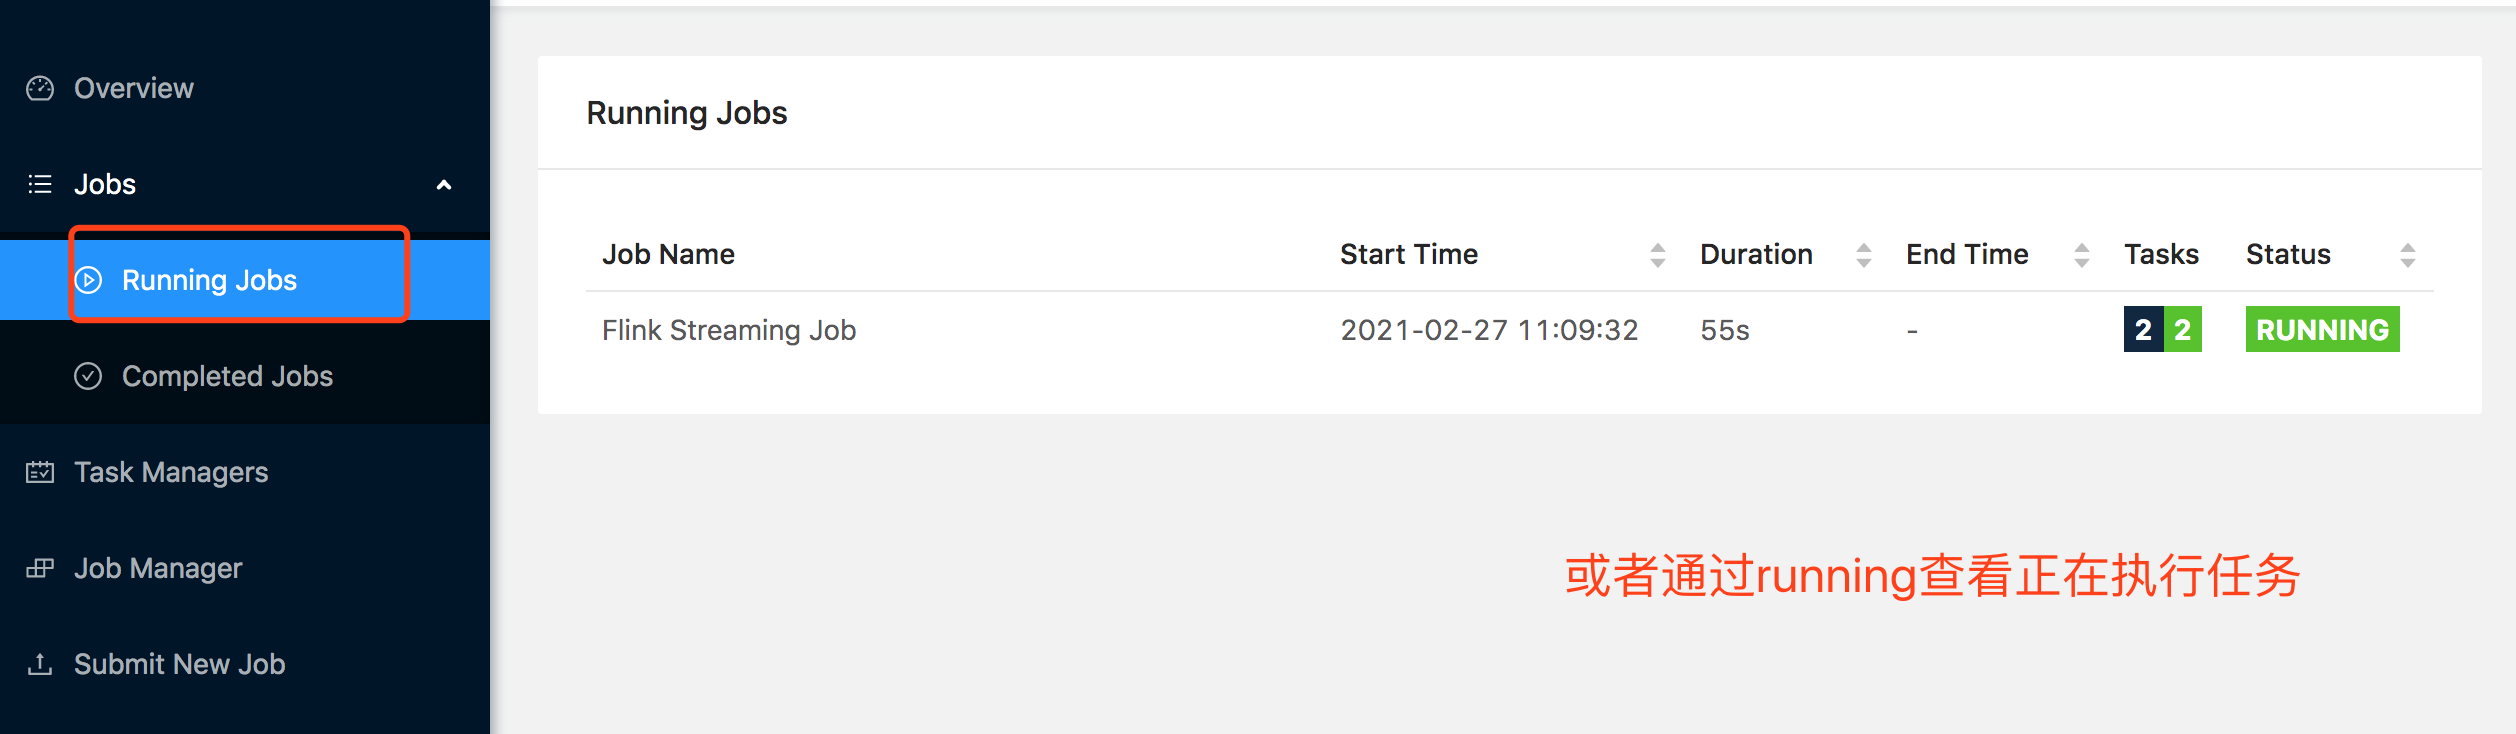 Overview
Jobs
Running Jobs
Completed Jobs
Task Managers
Job Manager
Submit New Job
Running Jobs
Job Name Start Time Duration End Time Tasks Status
Flink Streaming Job 2021-02-27 11:09:32 55s - 2 2 RUNNING
或者通过running查看正在执行任务